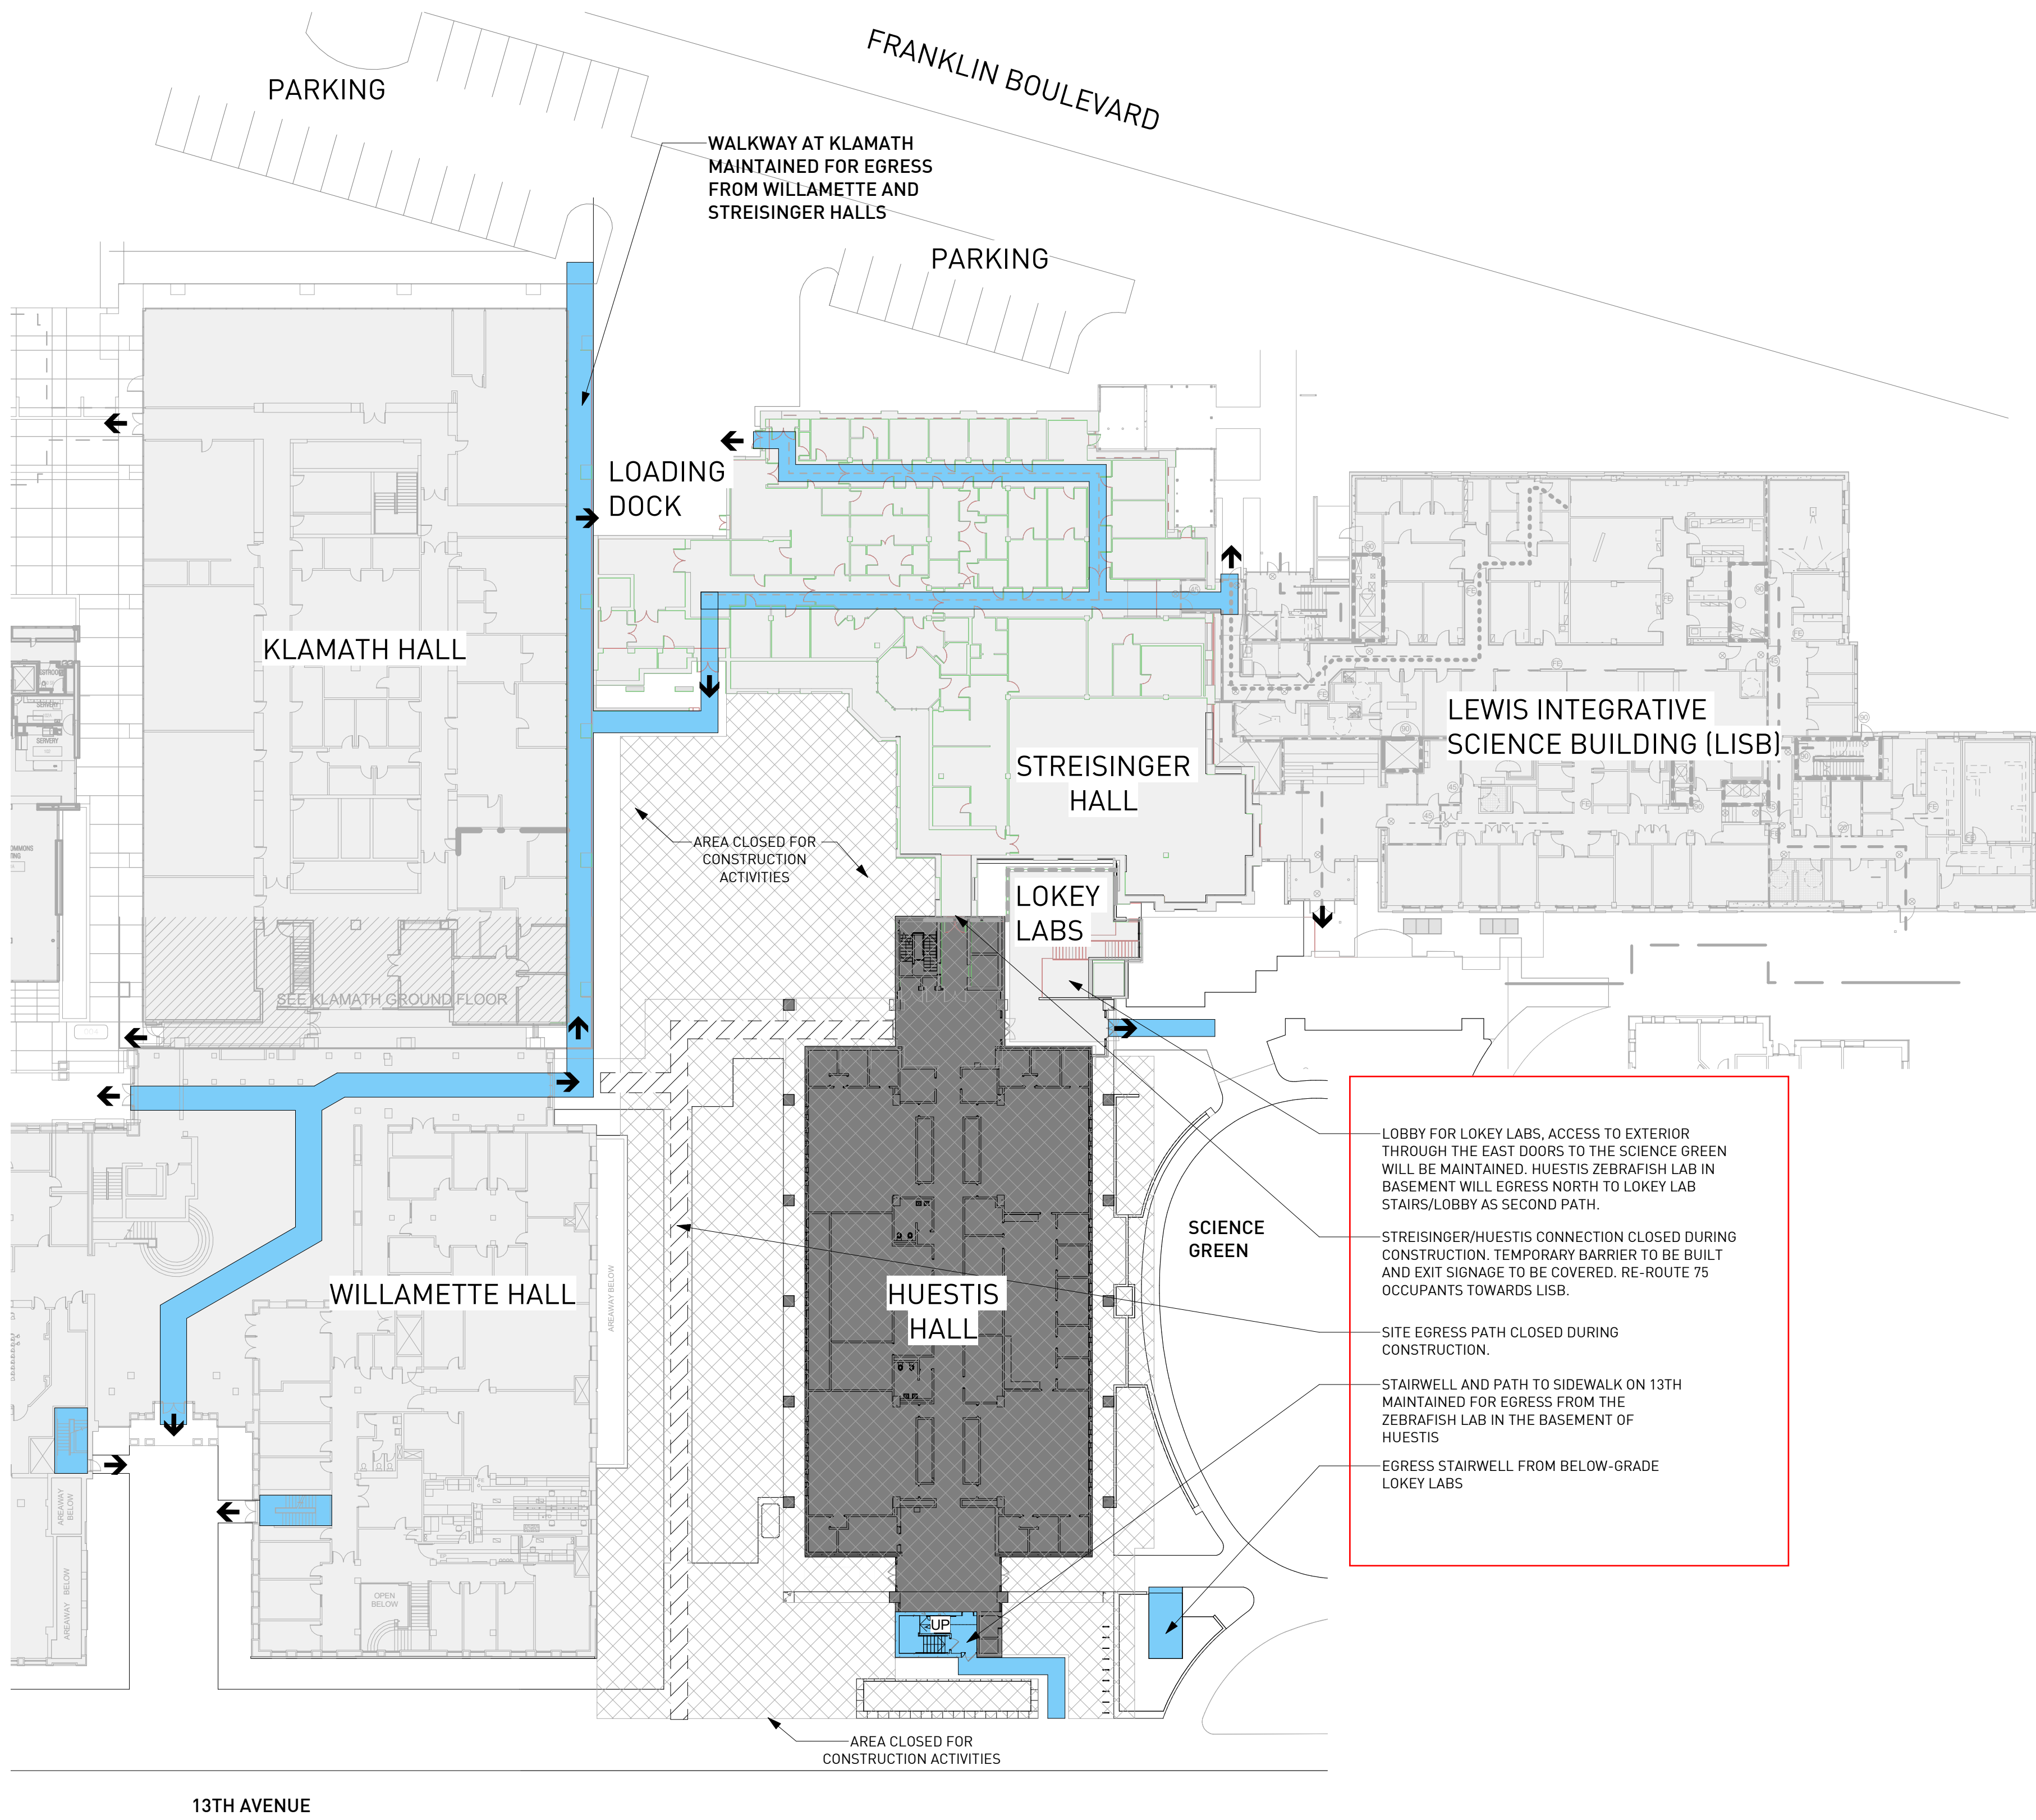 FRANKLIN BOULEVARD
PARKING
WALKWAY AT KLAMATH
MAINTAINED FOR EGRESS
FROM WILLAMETTE AND
STREISINGER HALLS
PARKING
LOADING
DOCK
KLAMATH HALL
SERVERY
SERVERY
LEWIS INTEGRATIVE
SCIENCE BUILDING (LISB)
STREISINGER
HALL
AREA CLOSED FOR
CONSTRUCTION
ACTIVITIES
LOKEY
LABS
SEE KLAMATH GROUND FLOOR
LOBBY FOR LOKEY LABS, ACCESS TO EXTERIOR
THROUGH THE EAST DOORS TO THE SCIENCE GREEN
WILL BE MAINTAINED. HUESTIS ZEBRAFISH LAB IN
BASEMENT WILL EGRESS NORTH TO LOKEY LAB
STAIRS/LOBBY AS SECOND PATH.
STREISINGER/HUESTIS CONNECTION CLOSED DURING
CONSTRUCTION. TEMPORARY BARRIER TO BE BUILT
AND EXIT SIGNAGE TO BE COVERED. RE-ROUTE 75
OCCUPANTS TOWARDS LISB.
SITE EGRESS PATH CLOSED DURING
CONSTRUCTION.
STAIRWELL AND PATH TO SIDEWALK ON 13TH
MAINTAINED FOR EGRESS FROM THE
ZEBRAFISH LAB IN THE BASEMENT OF
HUESTIS
EGRESS STAIRWELL FROM BELOW-GRADE
LOKEY LABS
SCIENCE
GREEN
WILLAMETTE HALL
AREAWAY BELOW
HUESTIS
HALL
AREAWAY
BELOW
AREAWAY BELOW
OPEN
BELOW
UP
AREA CLOSED FOR
CONSTRUCTION ACTIVITIES
13TH AVENUE